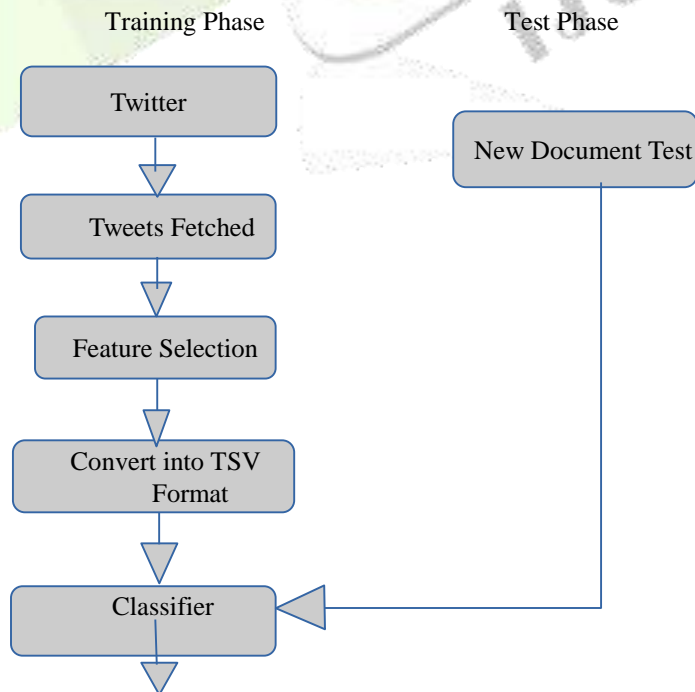 Training Phase
Test Phase
Twitter
New Document Test
Tweets Fetched
Feature Selection
Convert into TSV
Format
Classifier